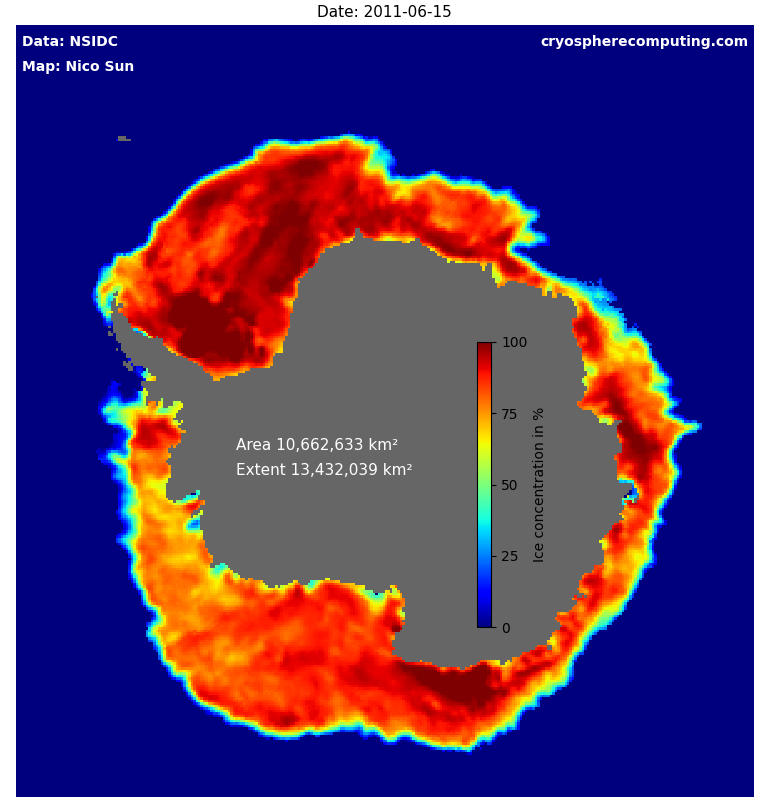 Date: 2011-06-15
Data: NSIDC
cryospherecomputing.com
Map: Nico Sun
100
75
50
25
0
Ice concentration in %
Area 10,662,633 km²
Extent 13,432,039 km²